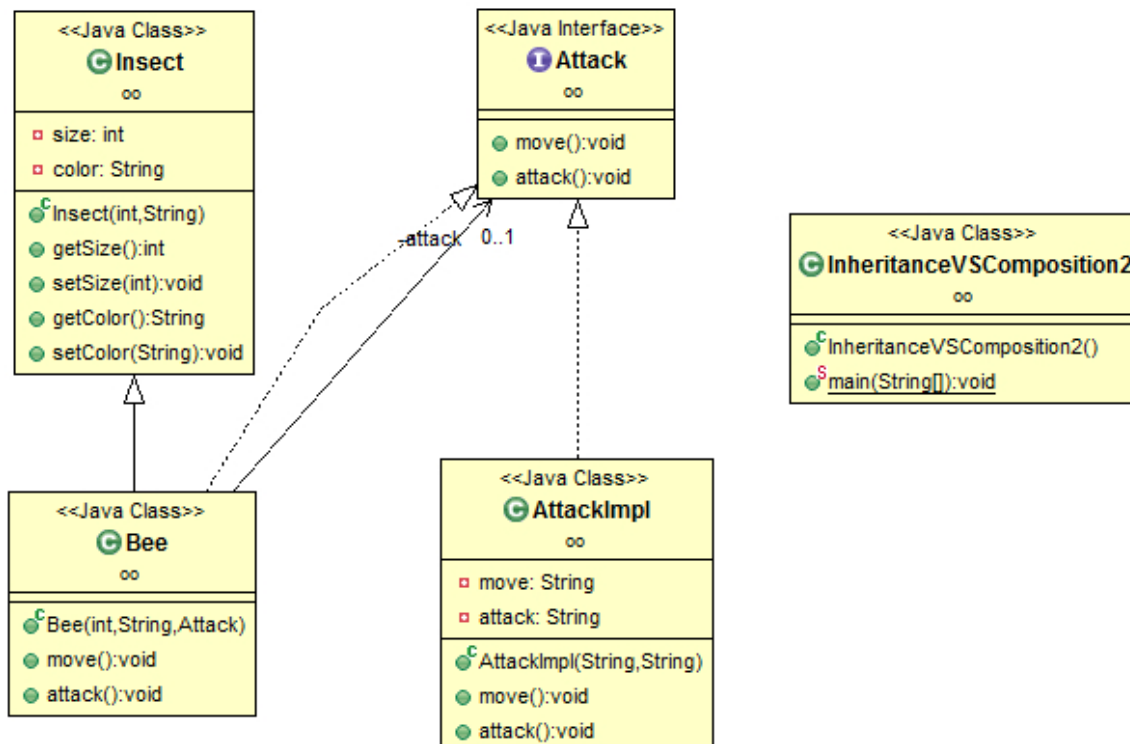 <<Java Class>>
Insect
oo
size: int
color: String
Insect(int,String)
getSize():int
setSize(int):void
getColor():String
setColor(String):void
<<Java Interface>>
Attack
oo
move():void
attack():void
-attack 0..1
<<Java Class>>
InheritanceVSComposition2
oo
InheritanceVSComposition2()
main(String[]):void
<<Java Class>>
Bee
oo
Bee(int,String,Attack)
move():void
attack():void
<<Java Class>>
AttackImpl
oo
move: String
attack: String
AttackImpl(String,String)
move():void
attack():void